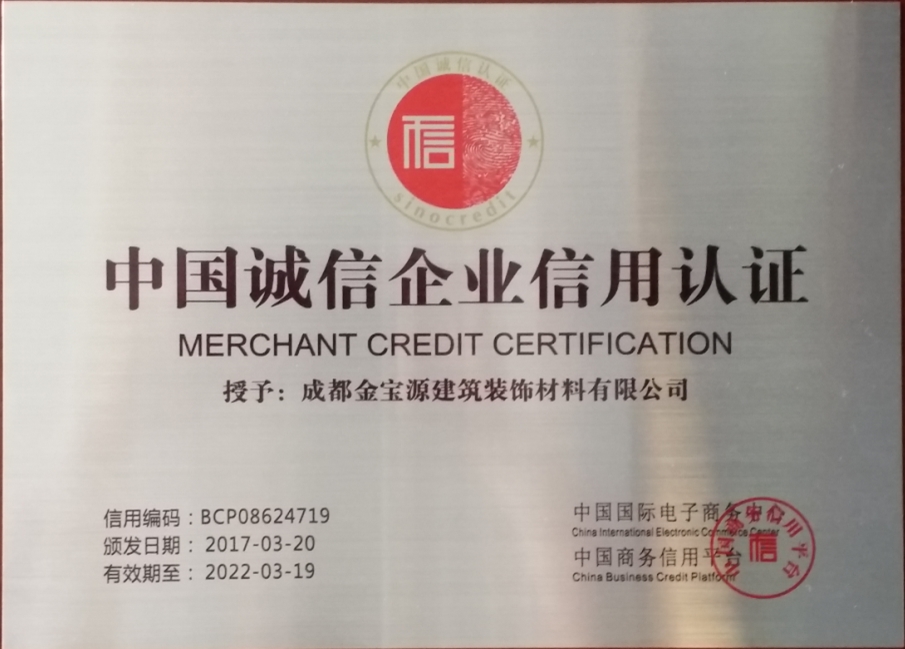 中国诚信认证
信
sinocredit
中国诚信企业信用认证
MERCHANT CREDIT CERTIFICATION
授予：成都金宝源建筑装饰材料有限公司
信用编码：BCP08624719
颁发日期：2017-03-20
有效期至：2022-03-19
中国国际电子商务中心
China International Electronic Commerce Center
中国商务信用平台
China Business Credit Platform
信